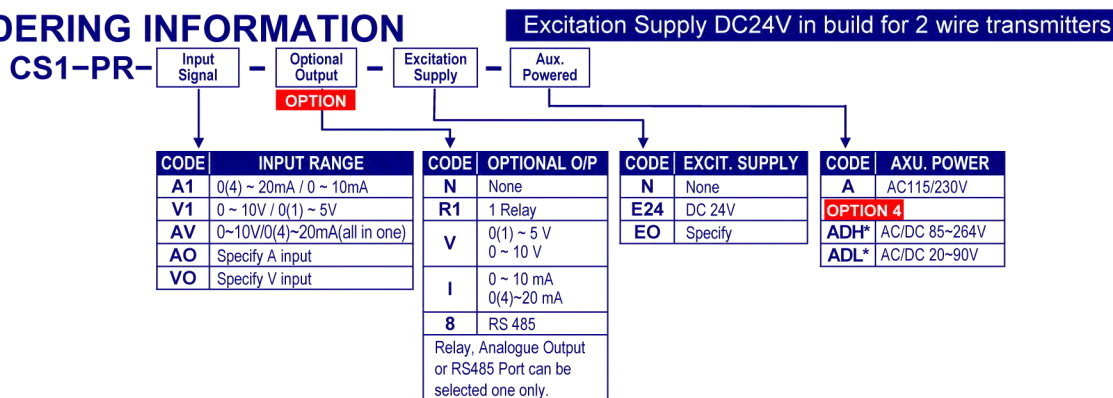 DERING INFORMATION
Excitation Supply DC24V in build for 2 wire transmitters
CS1-PR- Input Signal - Optional Output - Excitation Supply - Aux. Powered
OPTION
CODE INPUT RANGE
A1 0(4) ~ 20mA / 0 ~ 10mA
V1 0 ~ 10V / 0(1) ~ 5V
AV 0~10V/0(4)~20mA(all in one)
AO Specify A input
VO Specify V input
CODE OPTIONAL O/P
N None
R1 1 Relay
V 0(1) ~ 5 V
0 ~ 10 V
I 0 ~ 10 mA
0(4)~20 mA
8 RS 485
Relay, Analogue Output
or RS485 Port can be
selected one only.
CODE EXCIT. SUPPLY
N None
E24 DC 24V
EO Specify
CODE AXU. POWER
A AC115/230V
OPTION 4
ADH* AC/DC 85~264V
ADL* AC/DC 20~90V